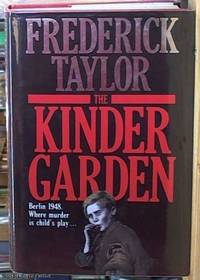 FREDERICK
TAYLOR
THE
KINDER
GARDEN
Berlin 1948.
Where murder
is child's play...